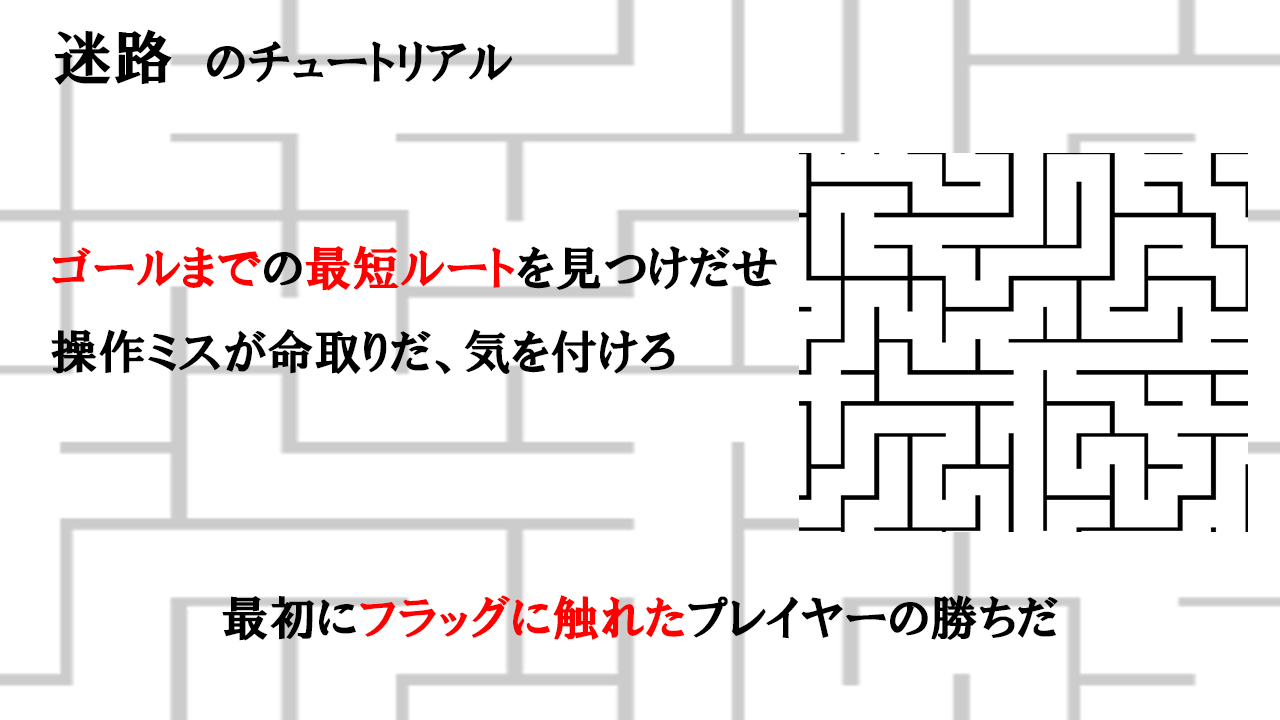 迷路 のチュートリアル
ゴールまでの最短ルートを見つけだせ
操作ミスが命取りだ、気を付けろ
最初にフラッグに触れたプレイヤーの勝ちだ